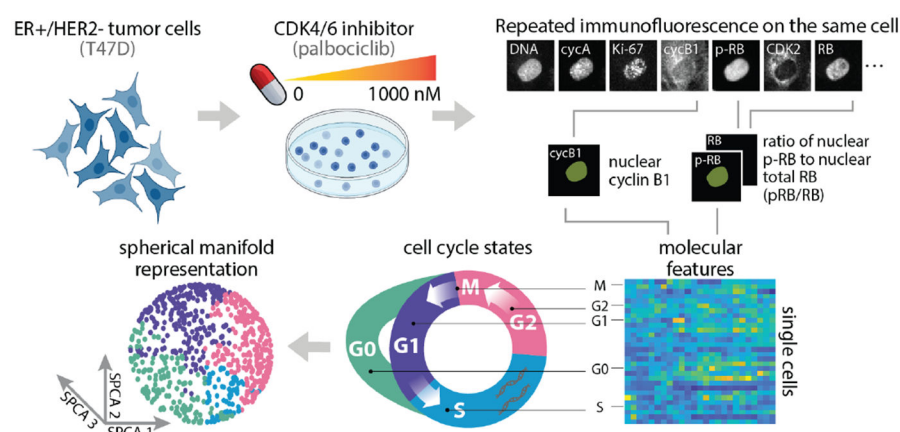 ER+/HER2- tumor cells
(T47D)
CDK4/6 inhibitor
(palbociclib)
0
1000 nM
Repeated immunofluorescence on the same cell
DNA
cycA
Ki-67
cycB1
p-RB
CDK2
RB
...
cycB1
nuclear
cyclin B1
RB
p-RB
ratio of nuclear
p-RB to nuclear
total RB
(pRB/RB)
spherical manifold
representation
SPCA 3
SPCA 2
SPCA 1
cell cycle states
M
G2
G1
G0
S
molecular
features
M
G2
G1
G0
S
single cells